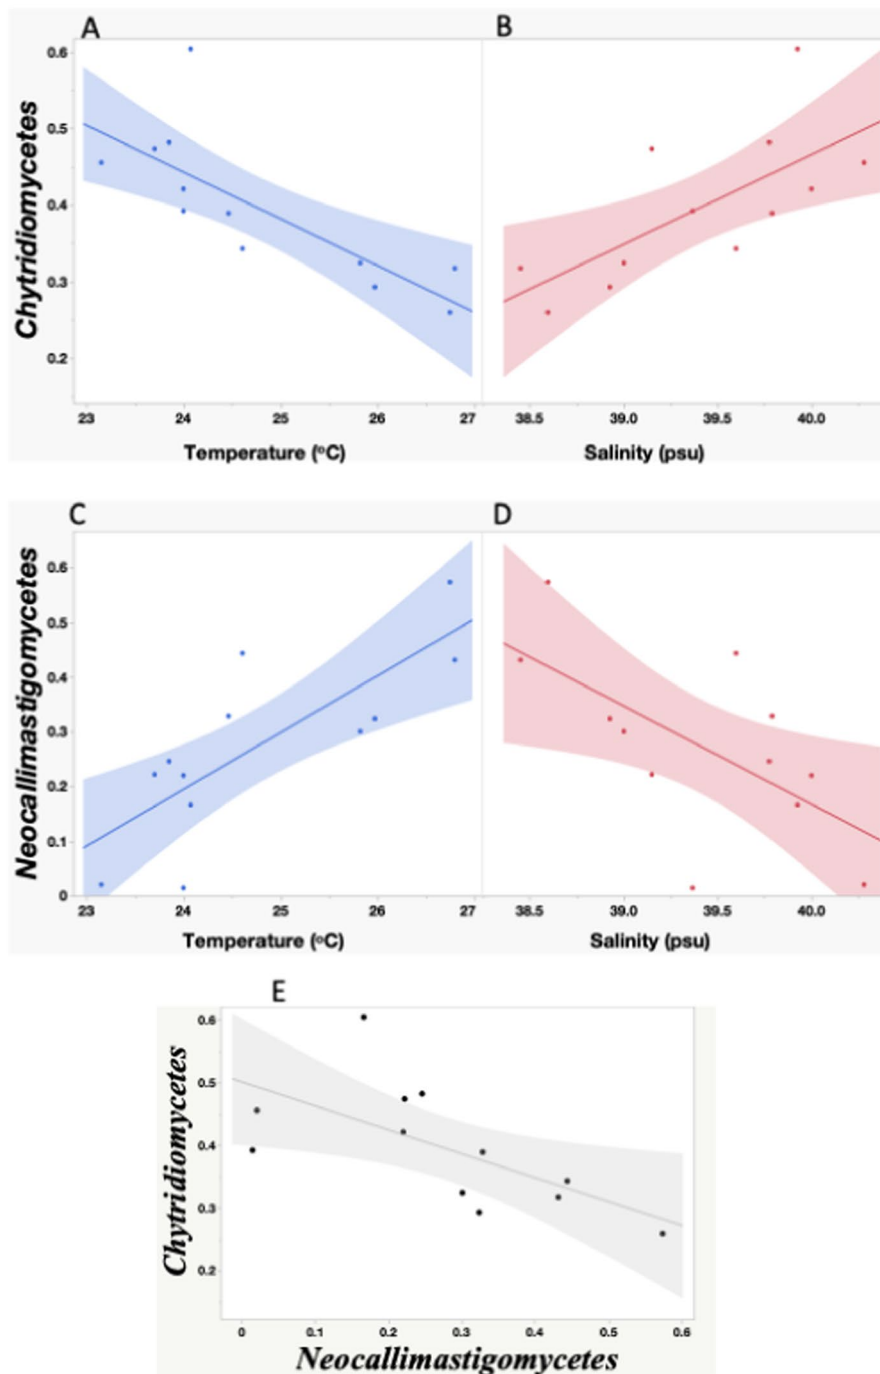 A B
Chytridiomycetes
0.6
0.5
0.4
0.3
0.2
23 24 25 26 27 38.5 39.0 39.5 40.0
Temperature (ºC) Salinity (psu)
C D
Neocallimastigomycetes
0.6
0.5
0.4
0.3
0.2
0.1
0
23 24 25 26 27 38.5 39.0 39.5 40.0
Temperature (ºC) Salinity (psu)
E
Chytridiomycetes
0.6
0.5
0.4
0.3
0.2
0 0.1 0.2 0.3 0.4 0.5 0.6
Neocallimastigomycetes